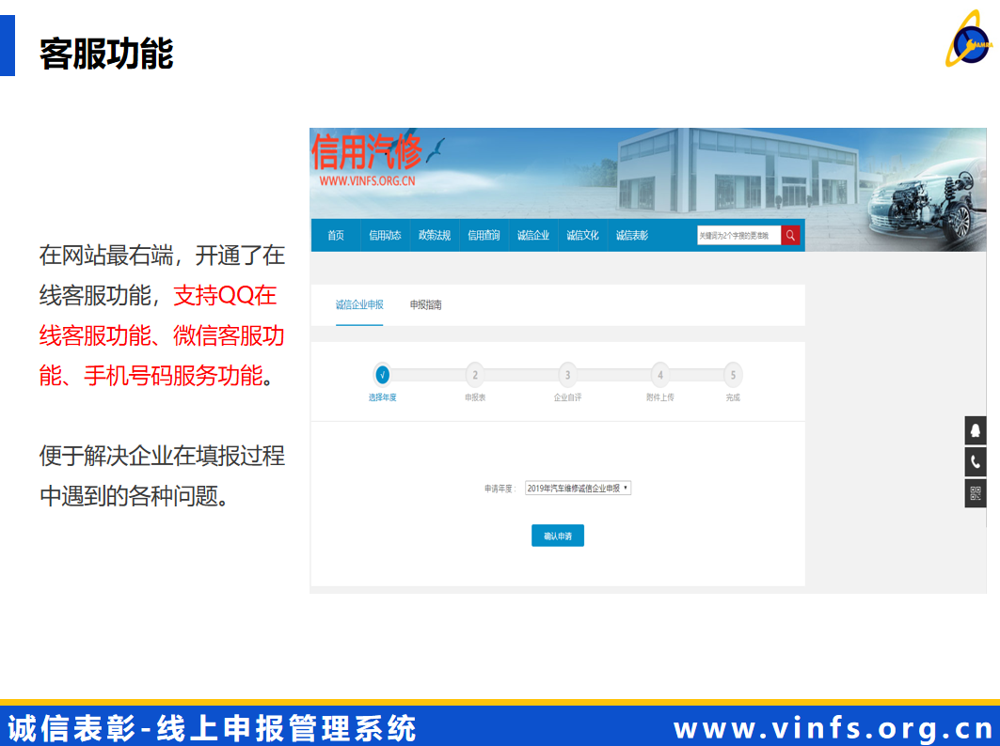 客服功能
在网站最右端，开通了在
线客服功能，支持QQ在
线客服功能、微信客服功
能、手机号码服务功能。
便于解决企业在填报过程
中遇到的各种问题。
信用汽修
WWW.VINFS.ORG.CN
首页 信用动态 政策法规 信用查询 诚信企业 诚信文化 诚信表彰 关键词为2个字搜的更准哦
诚信企业申报 申报指南
√ 2 3 4 5
选择年度 申报表 企业自评 附件上传 完成
申请年度： 2019年汽车维修诚信企业申报
确认申请
诚信表彰-线上申报管理系统 www.vinfs.org.cn